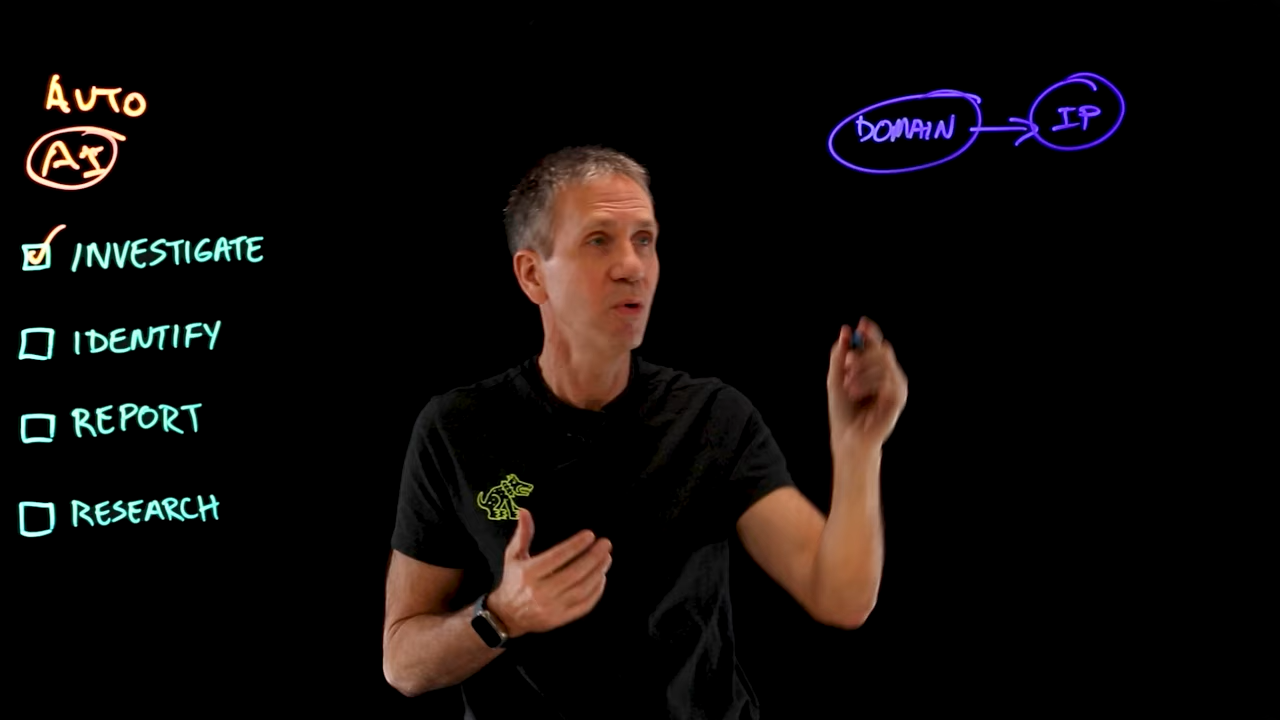 AUTO
AI
INVESTIGATE
IDENTIFY
REPORT
RESEARCH
DOMAIN
IP